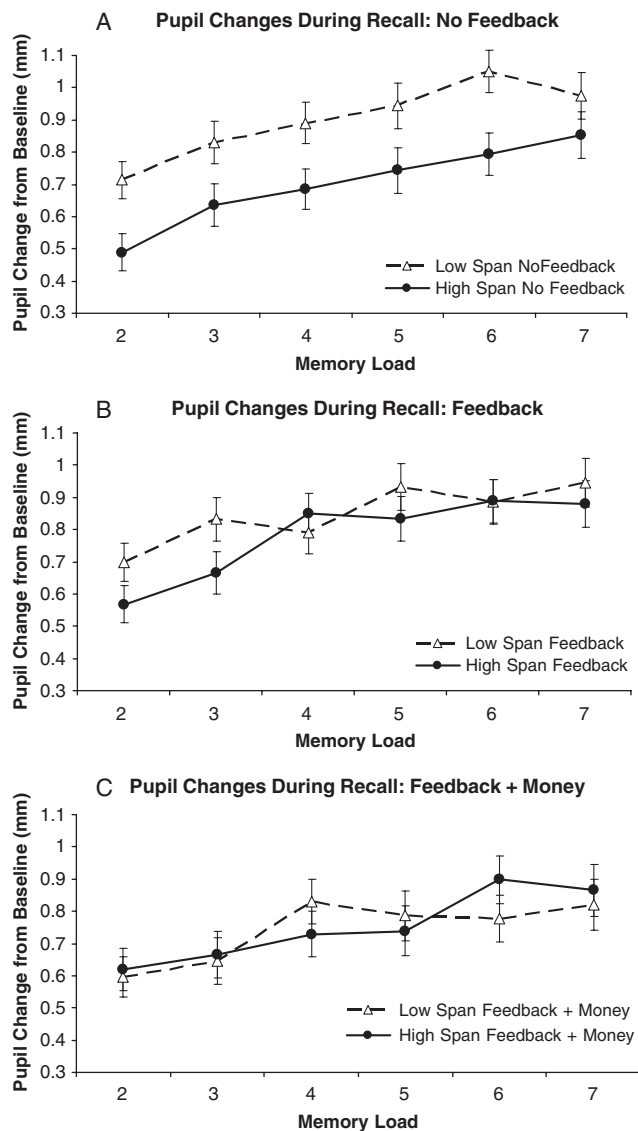 A Pupil Changes During Recall: No Feedback
Pupil Change from Baseline (mm)
1.1
1
0.9
0.8
0.7
0.6
0.5
0.4
0.3
Low Span NoFeedback
High Span No Feedback
2 3 4 5 6 7
Memory Load
B Pupil Changes During Recall: Feedback
Pupil Change from Baseline (mm)
1.1
1
0.9
0.8
0.7
0.6
0.5
0.4
0.3
Low Span Feedback
High Span Feedback
2 3 4 5 6 7
Memory Load
C Pupil Changes During Recall: Feedback + Money
Pupil Change from Baseline (mm)
1.1
1
0.9
0.8
0.7
0.6
0.5
0.4
0.3
Low Span Feedback + Money
High Span Feedback + Money
2 3 4 5 6 7
Memory Load